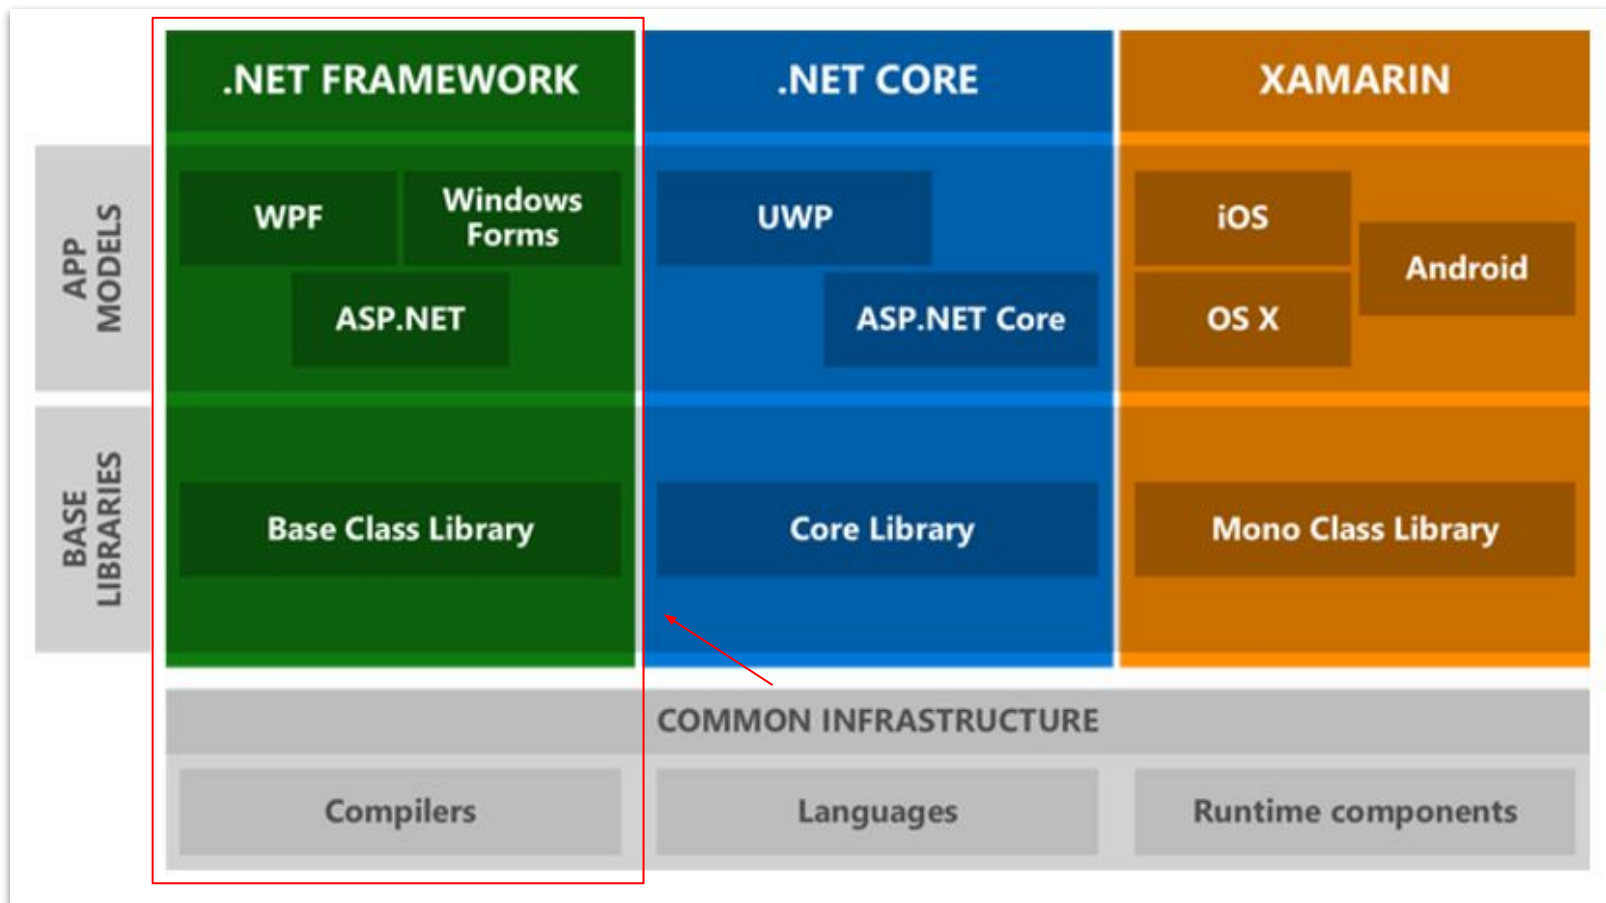 .NET FRAMEWORK
.NET CORE
XAMARIN
APP
MODELS
WPF
Windows
Forms
ASP.NET
UWP
ASP.NET Core
iOS
Android
OS X
BASE
LIBRARIES
Base Class Library
Core Library
Mono Class Library
COMMON INFRASTRUCTURE
Compilers
Languages
Runtime components